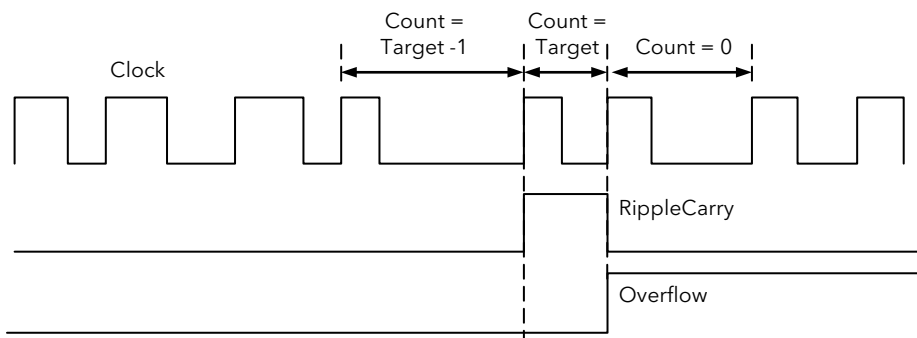 Count =
Target -1
Count =
Target
Count = 0
Clock
RippleCarry
Overflow